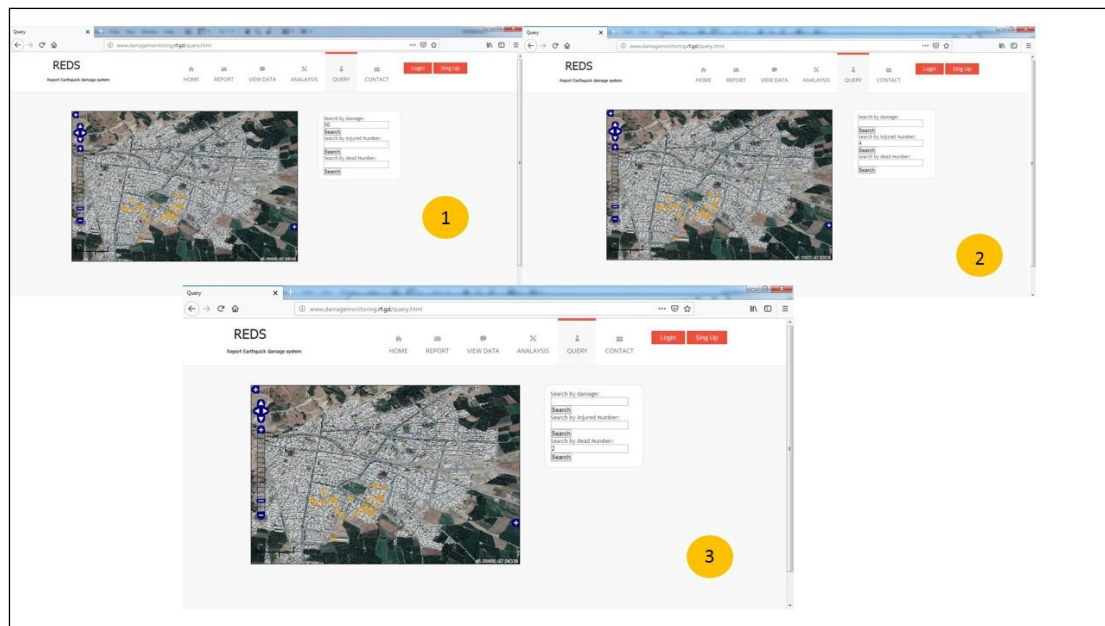 Query
www.damagemonitoring.rf.gd/query.html
REDS
Report Earthquick damage system
HOME
REPORT
VIEW DATA
ANALAYSIS
QUERY
CONTACT
Login
Sing Up
Search by damage:
50
Search
Search by Injured Number:
Search
Search by dead Number:
Search
1
Query
www.damagemonitoring.rf.gd/query.html
REDS
Report Earthquick damage system
HOME
REPORT
VIEW DATA
ANALAYSIS
QUERY
CONTACT
Login
Sing Up
Search by damage:
Search
Search by Injured Number:
4
Search
Search by dead Number:
Search
2
Query
www.damagemonitoring.rf.gd/query.html
REDS
Report Earthquick damage system
HOME
REPORT
VIEW DATA
ANALAYSIS
QUERY
CONTACT
Login
Sing Up
Search by damage:
Search
Search by Injured Number:
Search
Search by dead Number:
2
Search
3